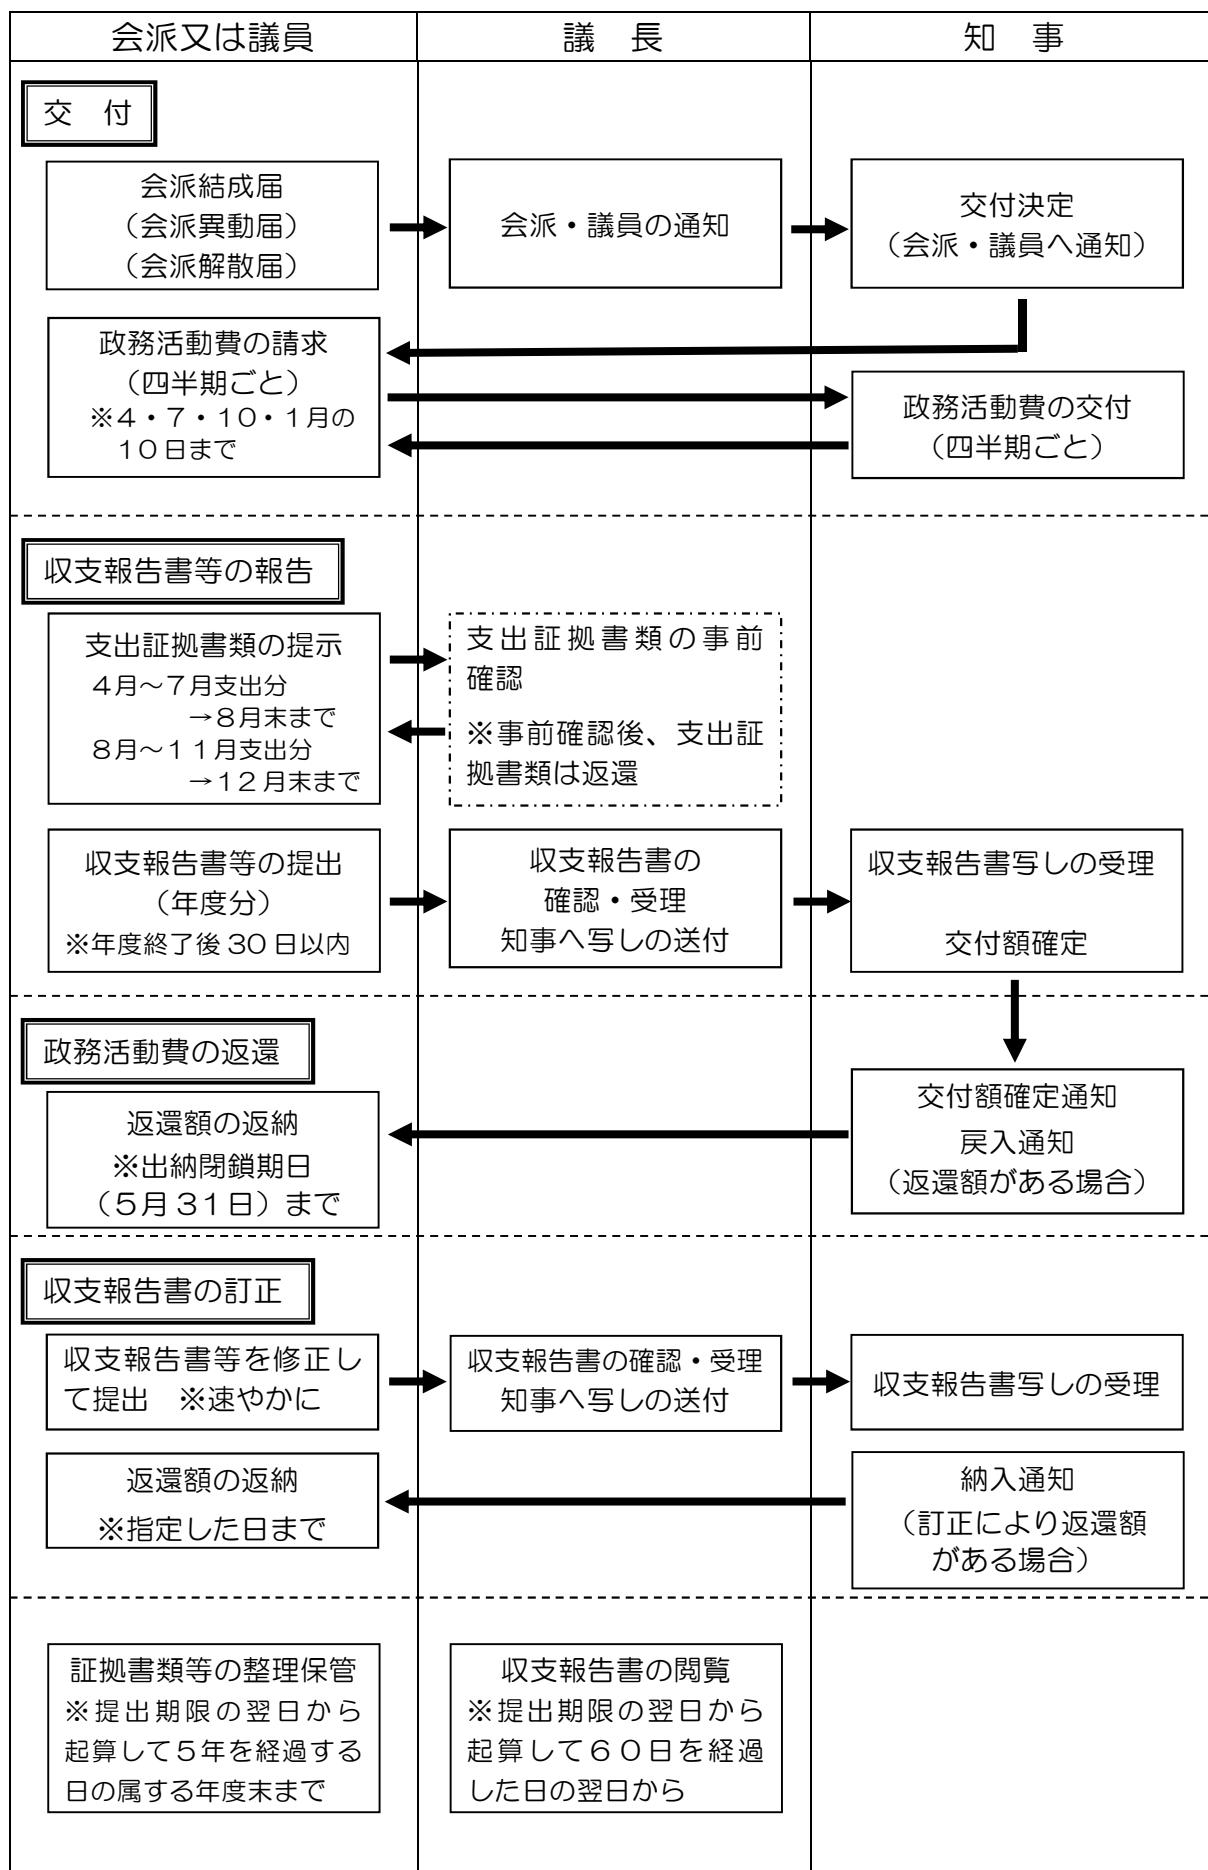 会派又は議員
議　長
知　事
交　付
会派結成届
（会派異動届）
（会派解散届）
会派・議員の通知
交付決定
（会派・議員へ通知）
政務活動費の請求
（四半期ごと）
※４・７・１０・１月の
１０日まで
政務活動費の交付
（四半期ごと）
収支報告書等の報告
支出証拠書類の提示
４月～７月支出分
→８月末まで
８月～１１月支出分
→１２月末まで
支出証拠書類の事前
確認
※事前確認後、支出証
拠書類は返還
収支報告書等の提出
（年度分）
※年度終了後 30 日以内
収支報告書の
確認・受理
知事へ写しの送付
収支報告書写しの受理
交付額確定
政務活動費の返還
返還額の返納
※出納閉鎖期日
（５月３１日）まで
交付額確定通知
戻入通知
（返還額がある場合）
収支報告書の訂正
収支報告書等を修正し
て提出　※速やかに
収支報告書の確認・受理
知事へ写しの送付
収支報告書写しの受理
返還額の返納
※指定した日まで
納入通知
（訂正により返還額
がある場合）
証拠書類等の整理保管
※提出期限の翌日から
起算して５年を経過する
日の属する年度末まで
収支報告書の閲覧
※提出期限の翌日から
起算して６０日を経過
した日の翌日から